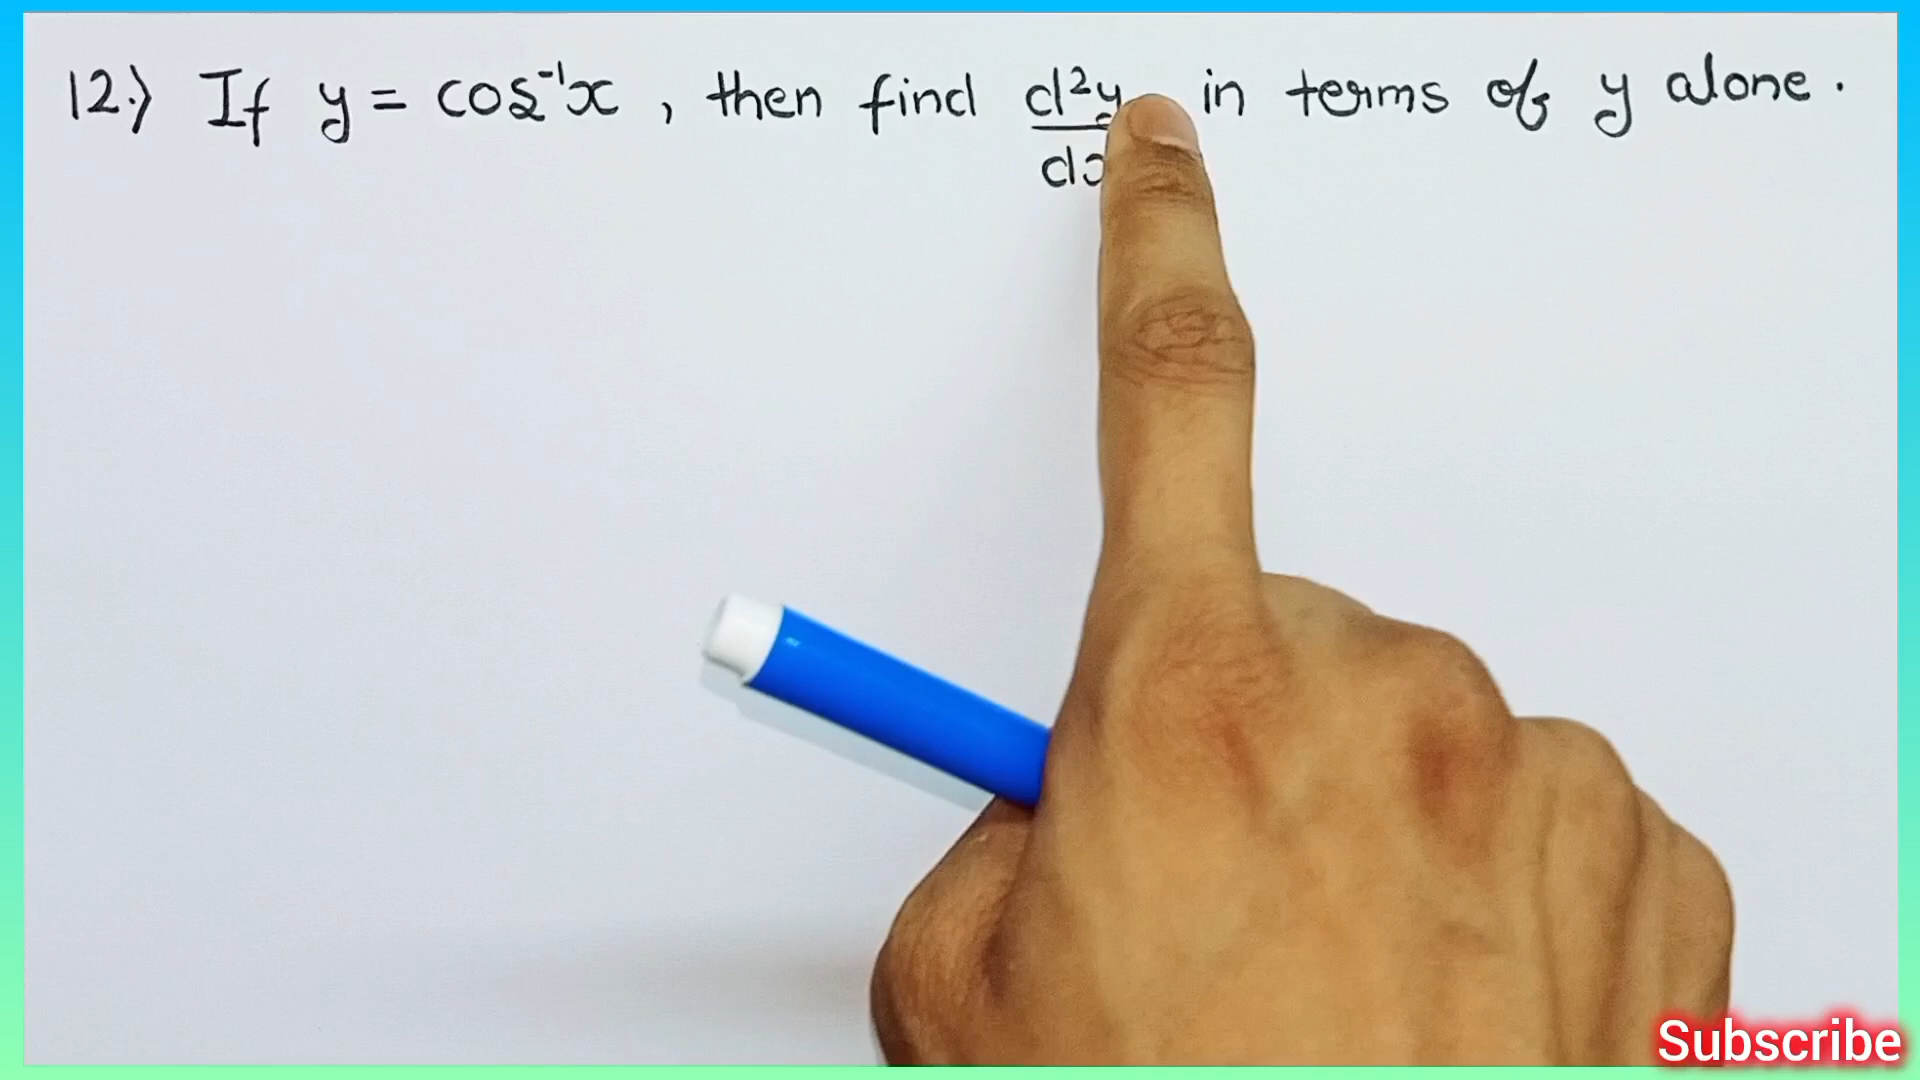 12.) If y = cos⁻¹x , then find d²y in terms of y alone .
d
Subscribe